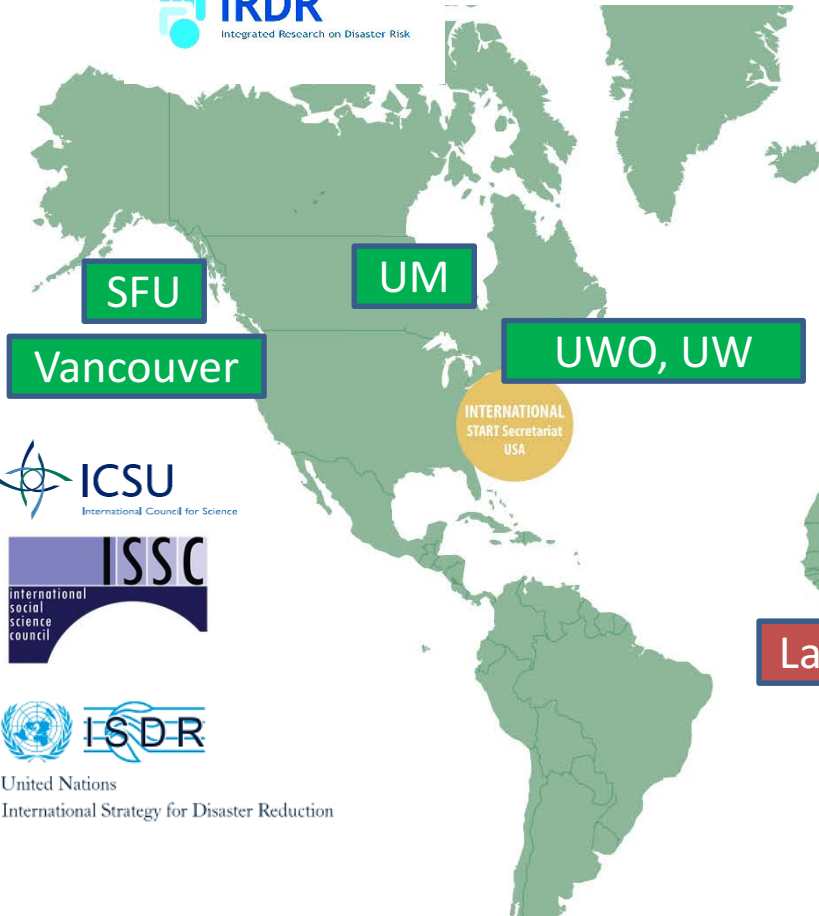 IRDR
Integrated Research on Disaster Risk
SFU
UM
Vancouver
UWO, UW
INTERNATIONAL
START Secretariat
USA
ICSU
International Council for Science
ISSC
international
social
science
council
La
ISDR
United Nations
International Strategy for Disaster Reduction